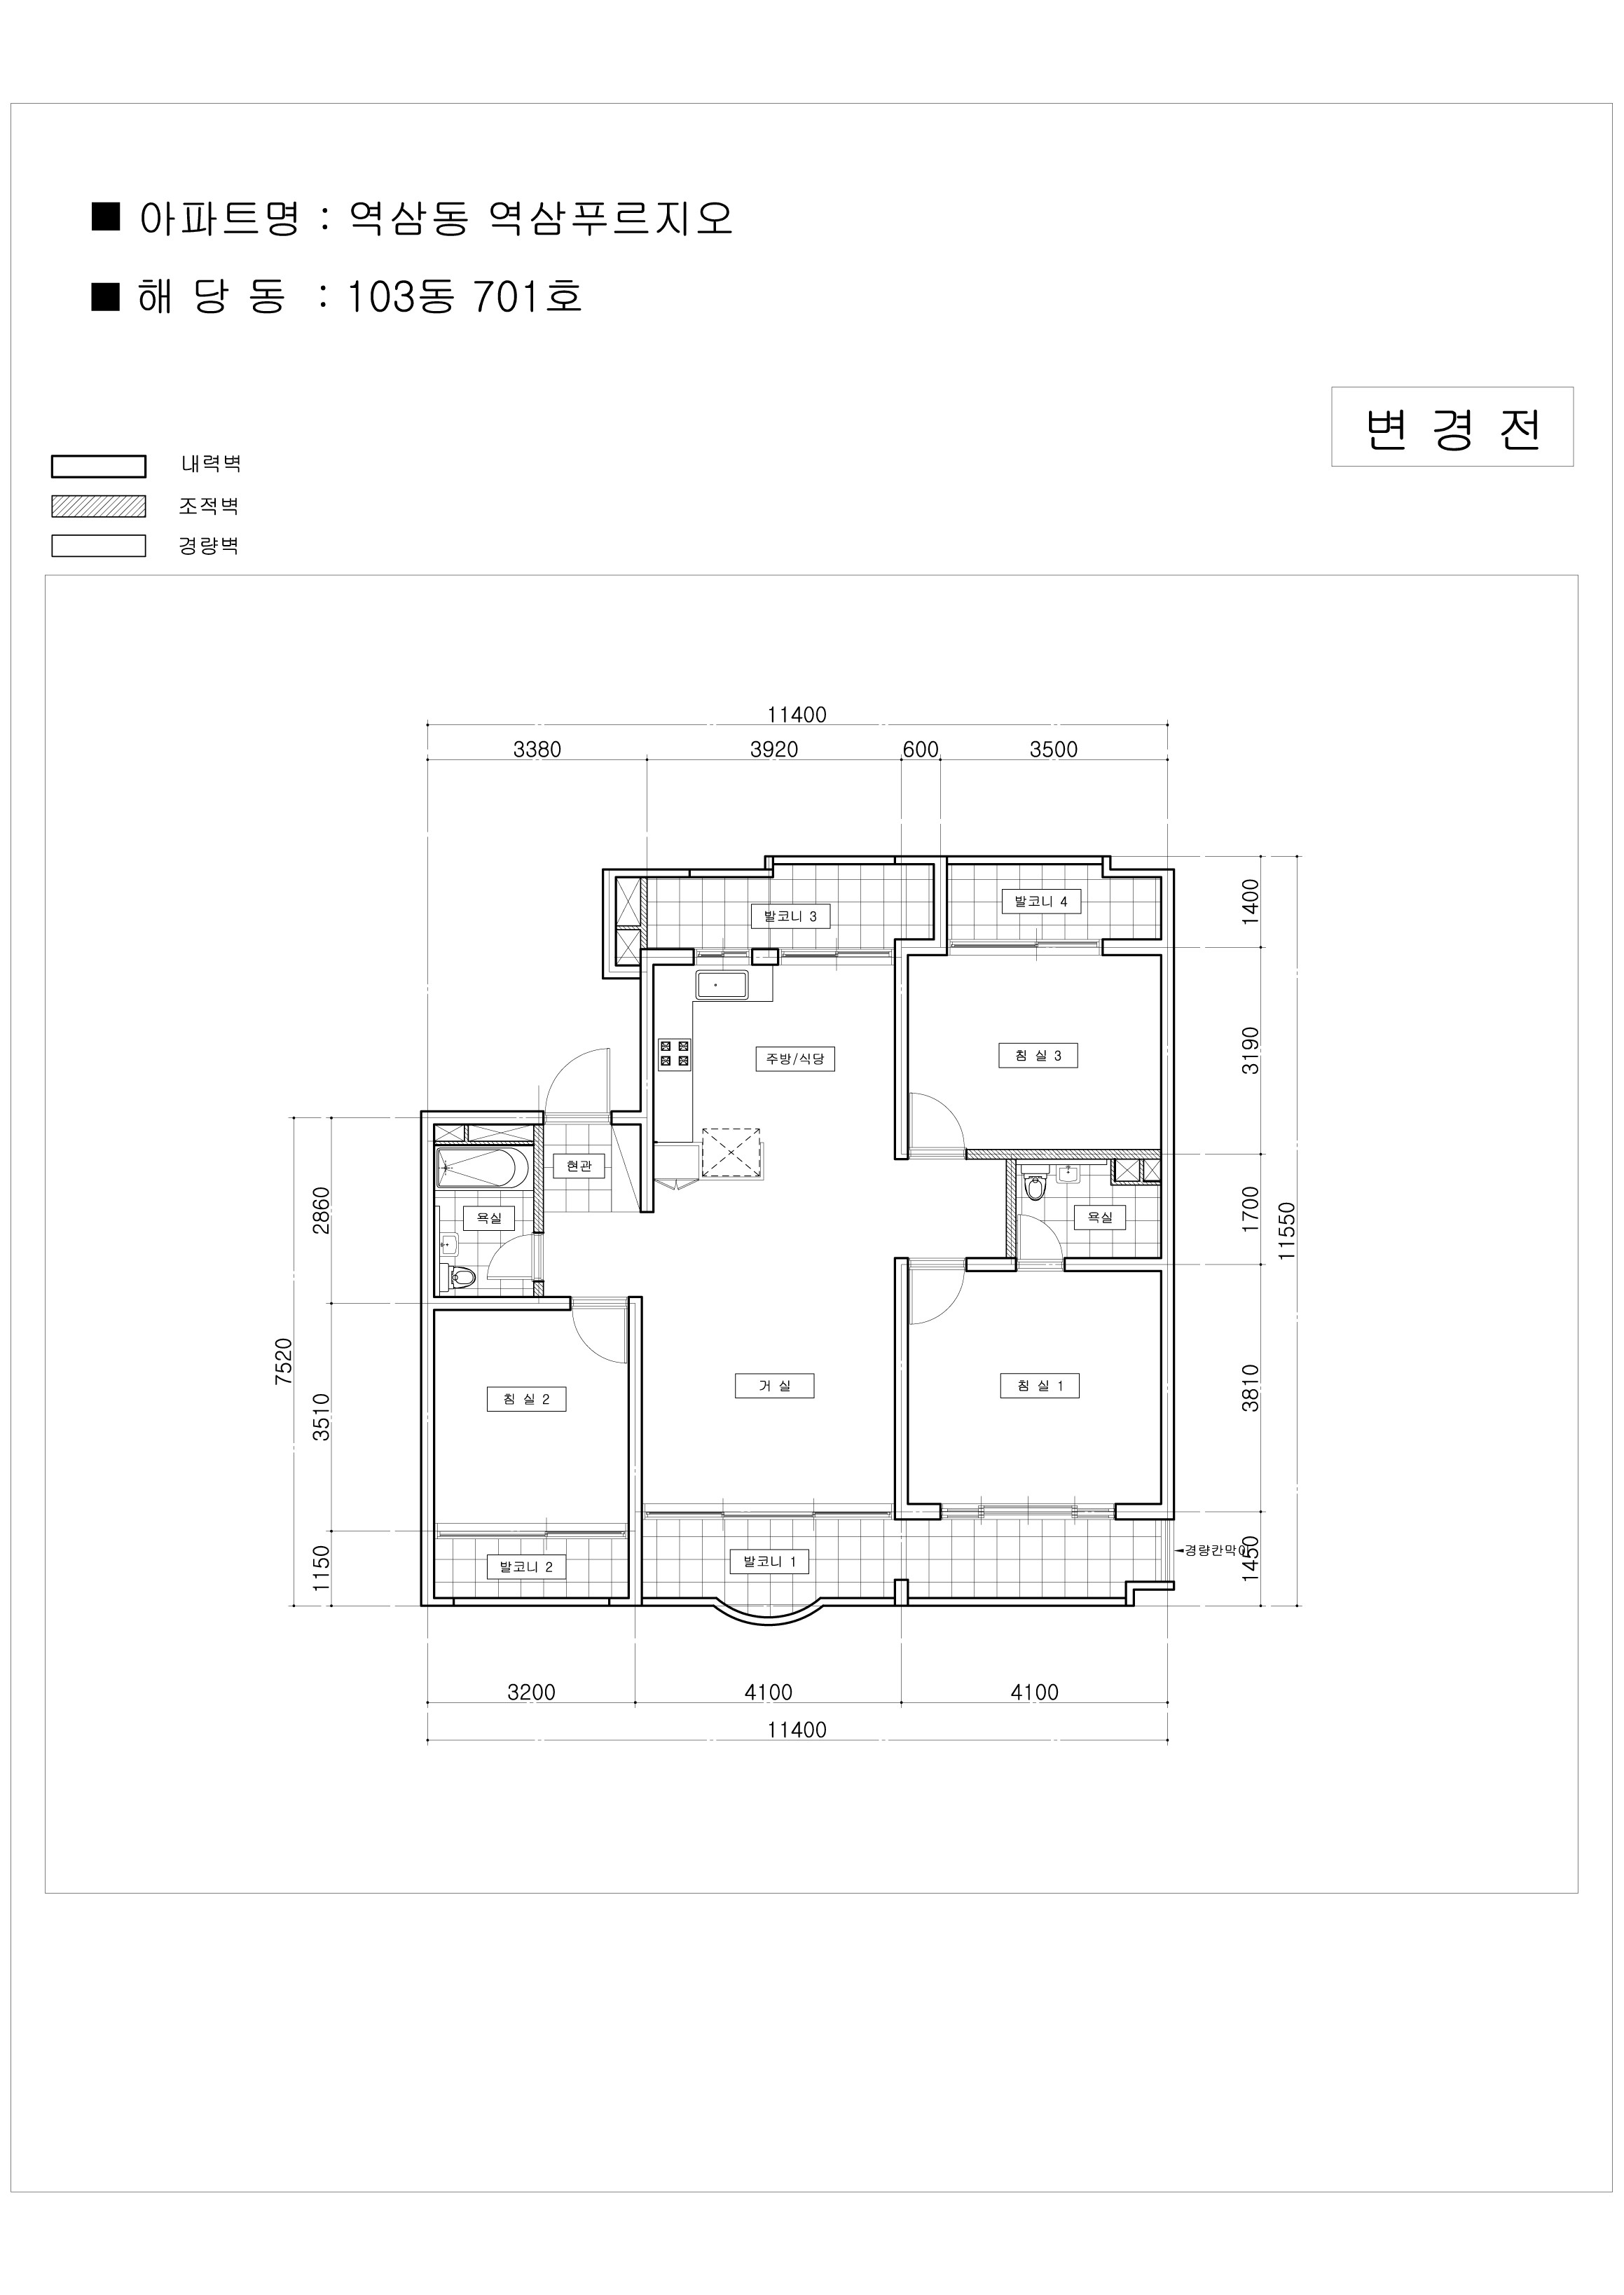 ■ 아파트명 : 역삼동 역삼푸르지오
■ 해 당 동 : 103동 701호
변 경 전
내력벽
조적벽
경량벽
11400
3380 3920 600 3500
발코니 3
발코니 4
1400
주방/식당
침 실 3
3190
현관
욕실
욕실
2860
1700
11550
7520
거 실
침 실 1
침 실 2
3510
3810
발코니 1
발코니 2
경량칸막이
1150
1450
3200 4100 4100
11400